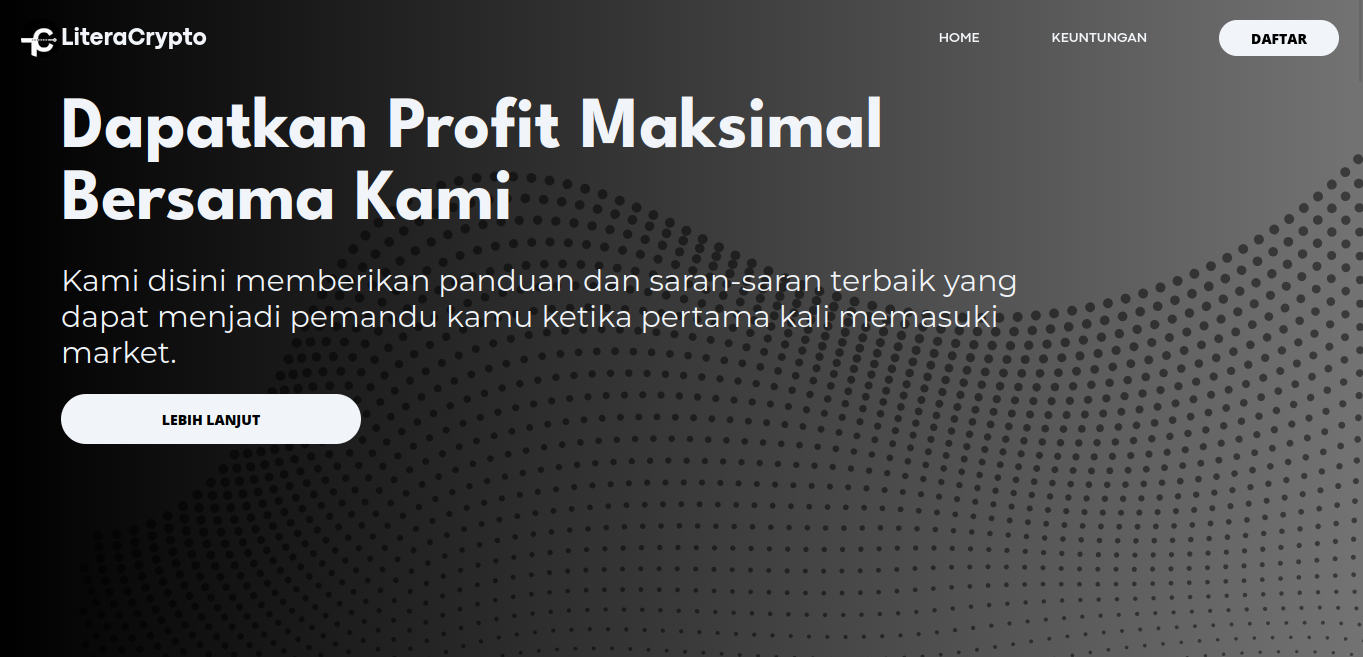 LiteraCrypto
HOME
KEUNTUNGAN
DAFTAR
Dapatkan Profit Maksimal
Bersama Kami
Kami disini memberikan panduan dan saran-saran terbaik yang
dapat menjadi pemandu kamu ketika pertama kali memasuki
market.
LEBIH LANJUT